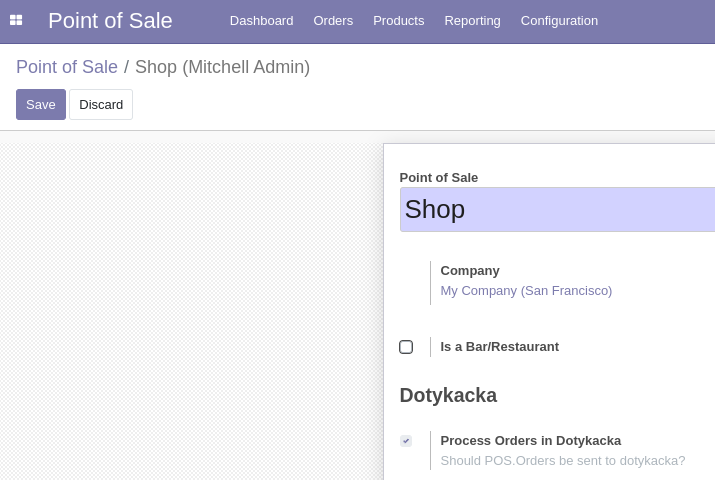 Point of Sale Dashboard Orders Products Reporting Configuration
Point of Sale / Shop (Mitchell Admin)
Save Discard
Point of Sale
Shop
Company
My Company (San Francisco)
Is a Bar/Restaurant
Dotykacka
Process Orders in Dotykacka
Should POS.Orders be sent to dotykacka?